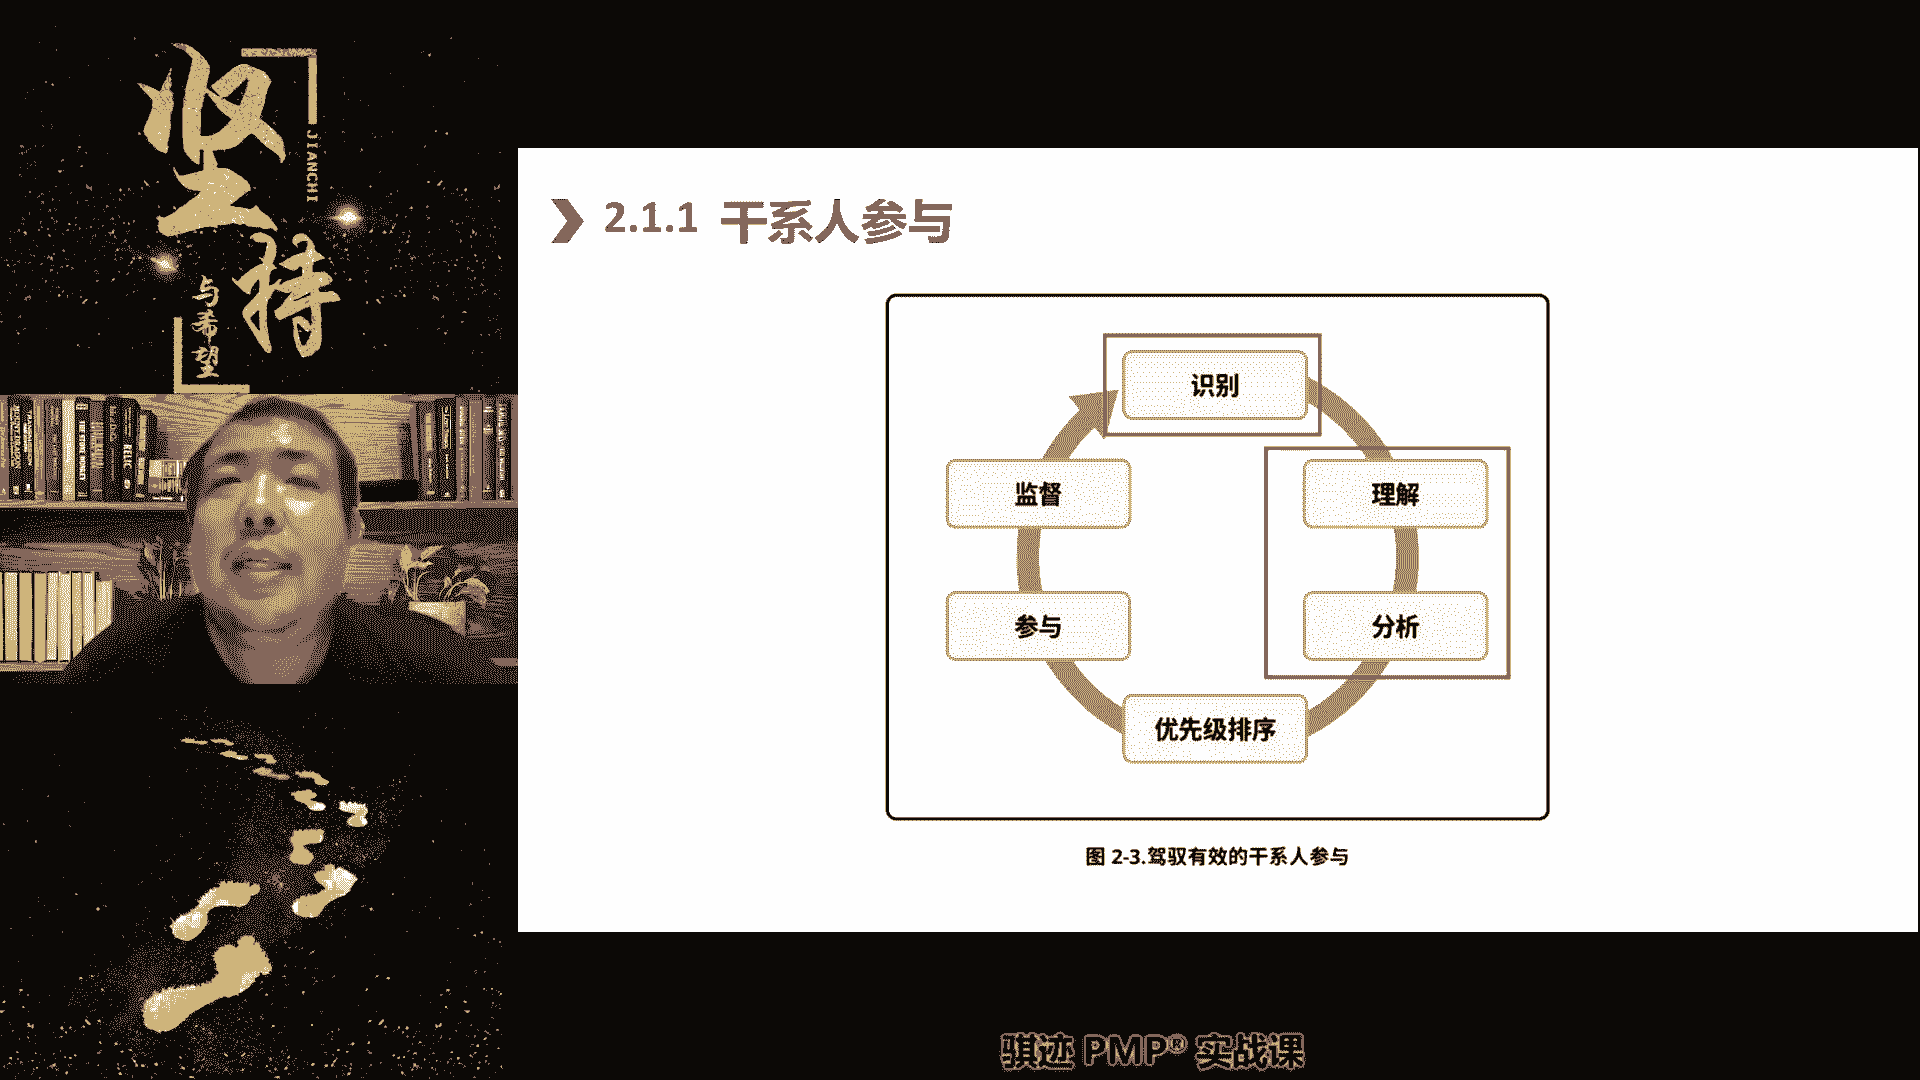 坚持
JIANCHI
与希望
RELIC
2.1.1 干系人参与
识别
理解
分析
优先级排序
参与
监督
图 2-3.驾驭有效的干系人参与
骐迹 PMP® 实战课